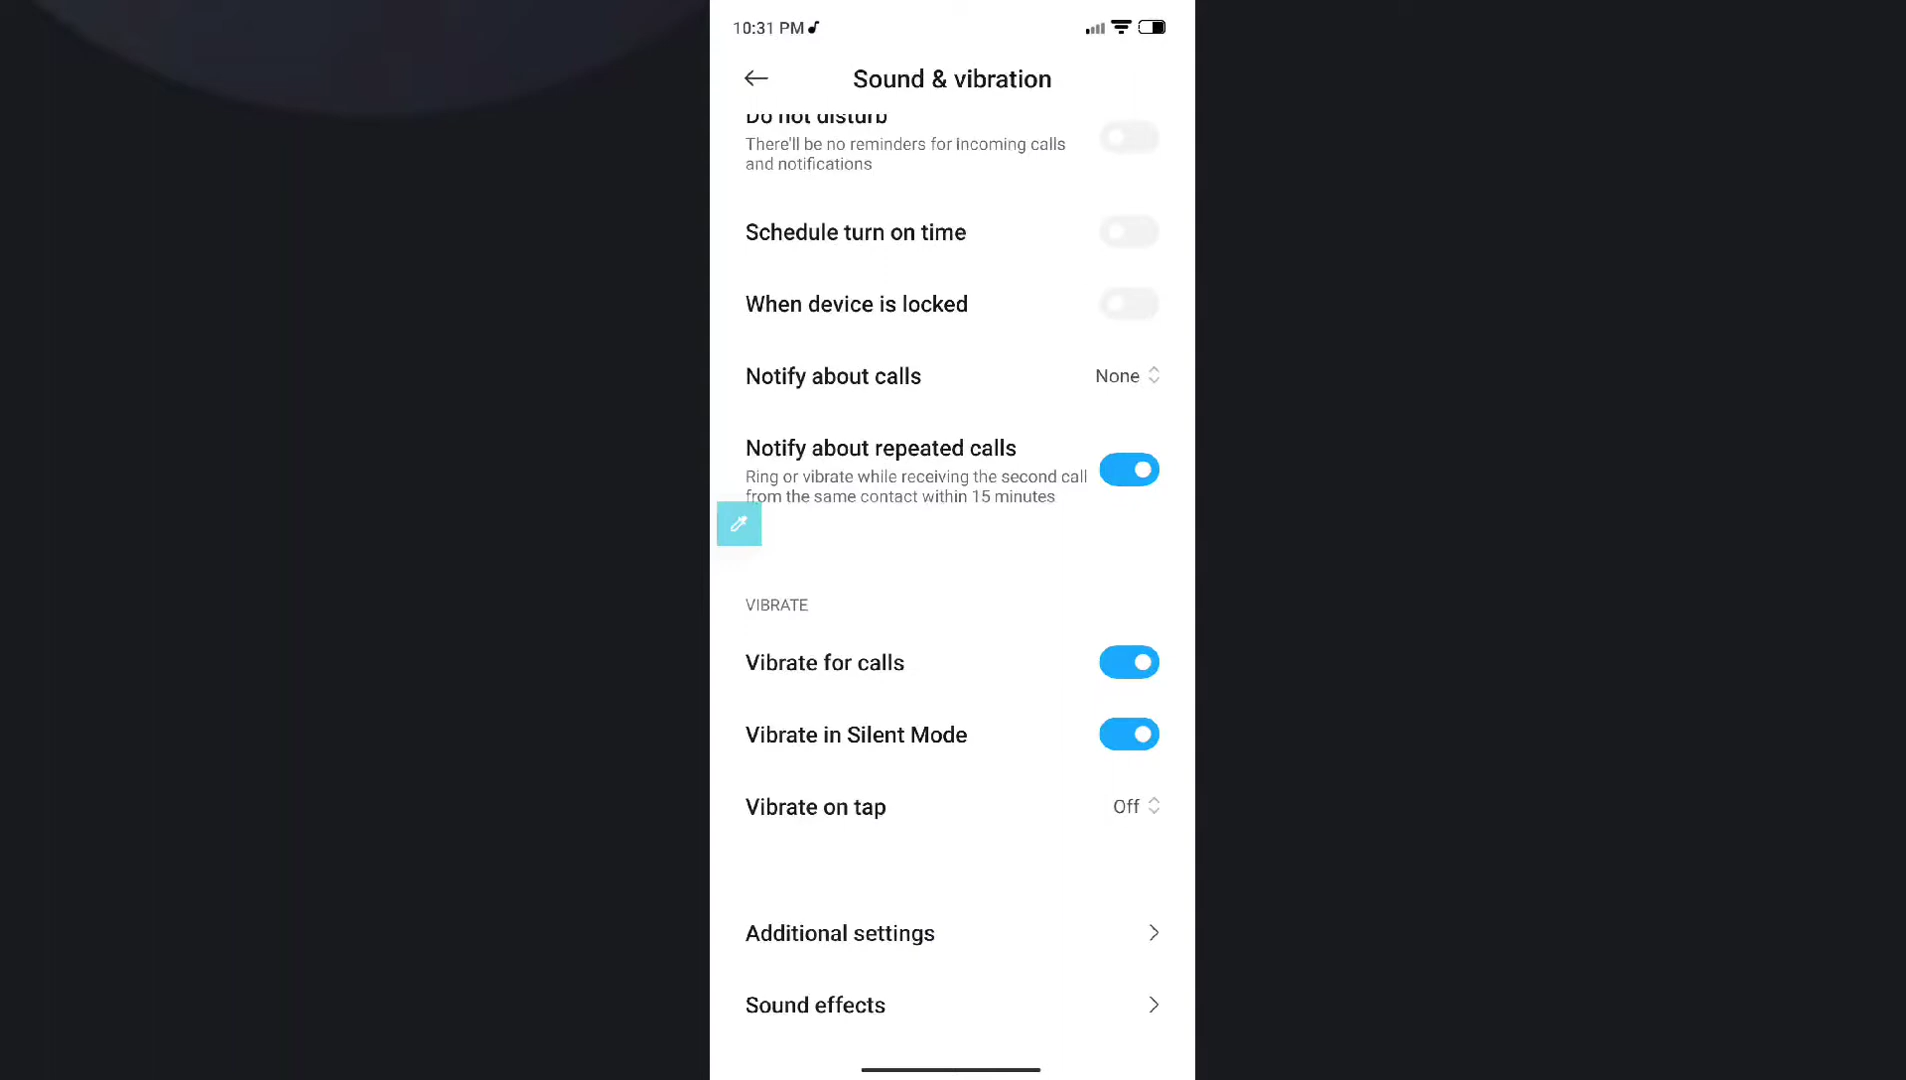 10:31 PM
Sound & vibration
Do not disturb
There'll be no reminders for incoming calls
and notifications
Schedule turn on time
When device is locked
Notify about calls
None
Notify about repeated calls
Ring or vibrate while receiving the second call
from the same contact within 15 minutes
VIBRATE
Vibrate for calls
Vibrate in Silent Mode
Vibrate on tap
Off
Additional settings
Sound effects